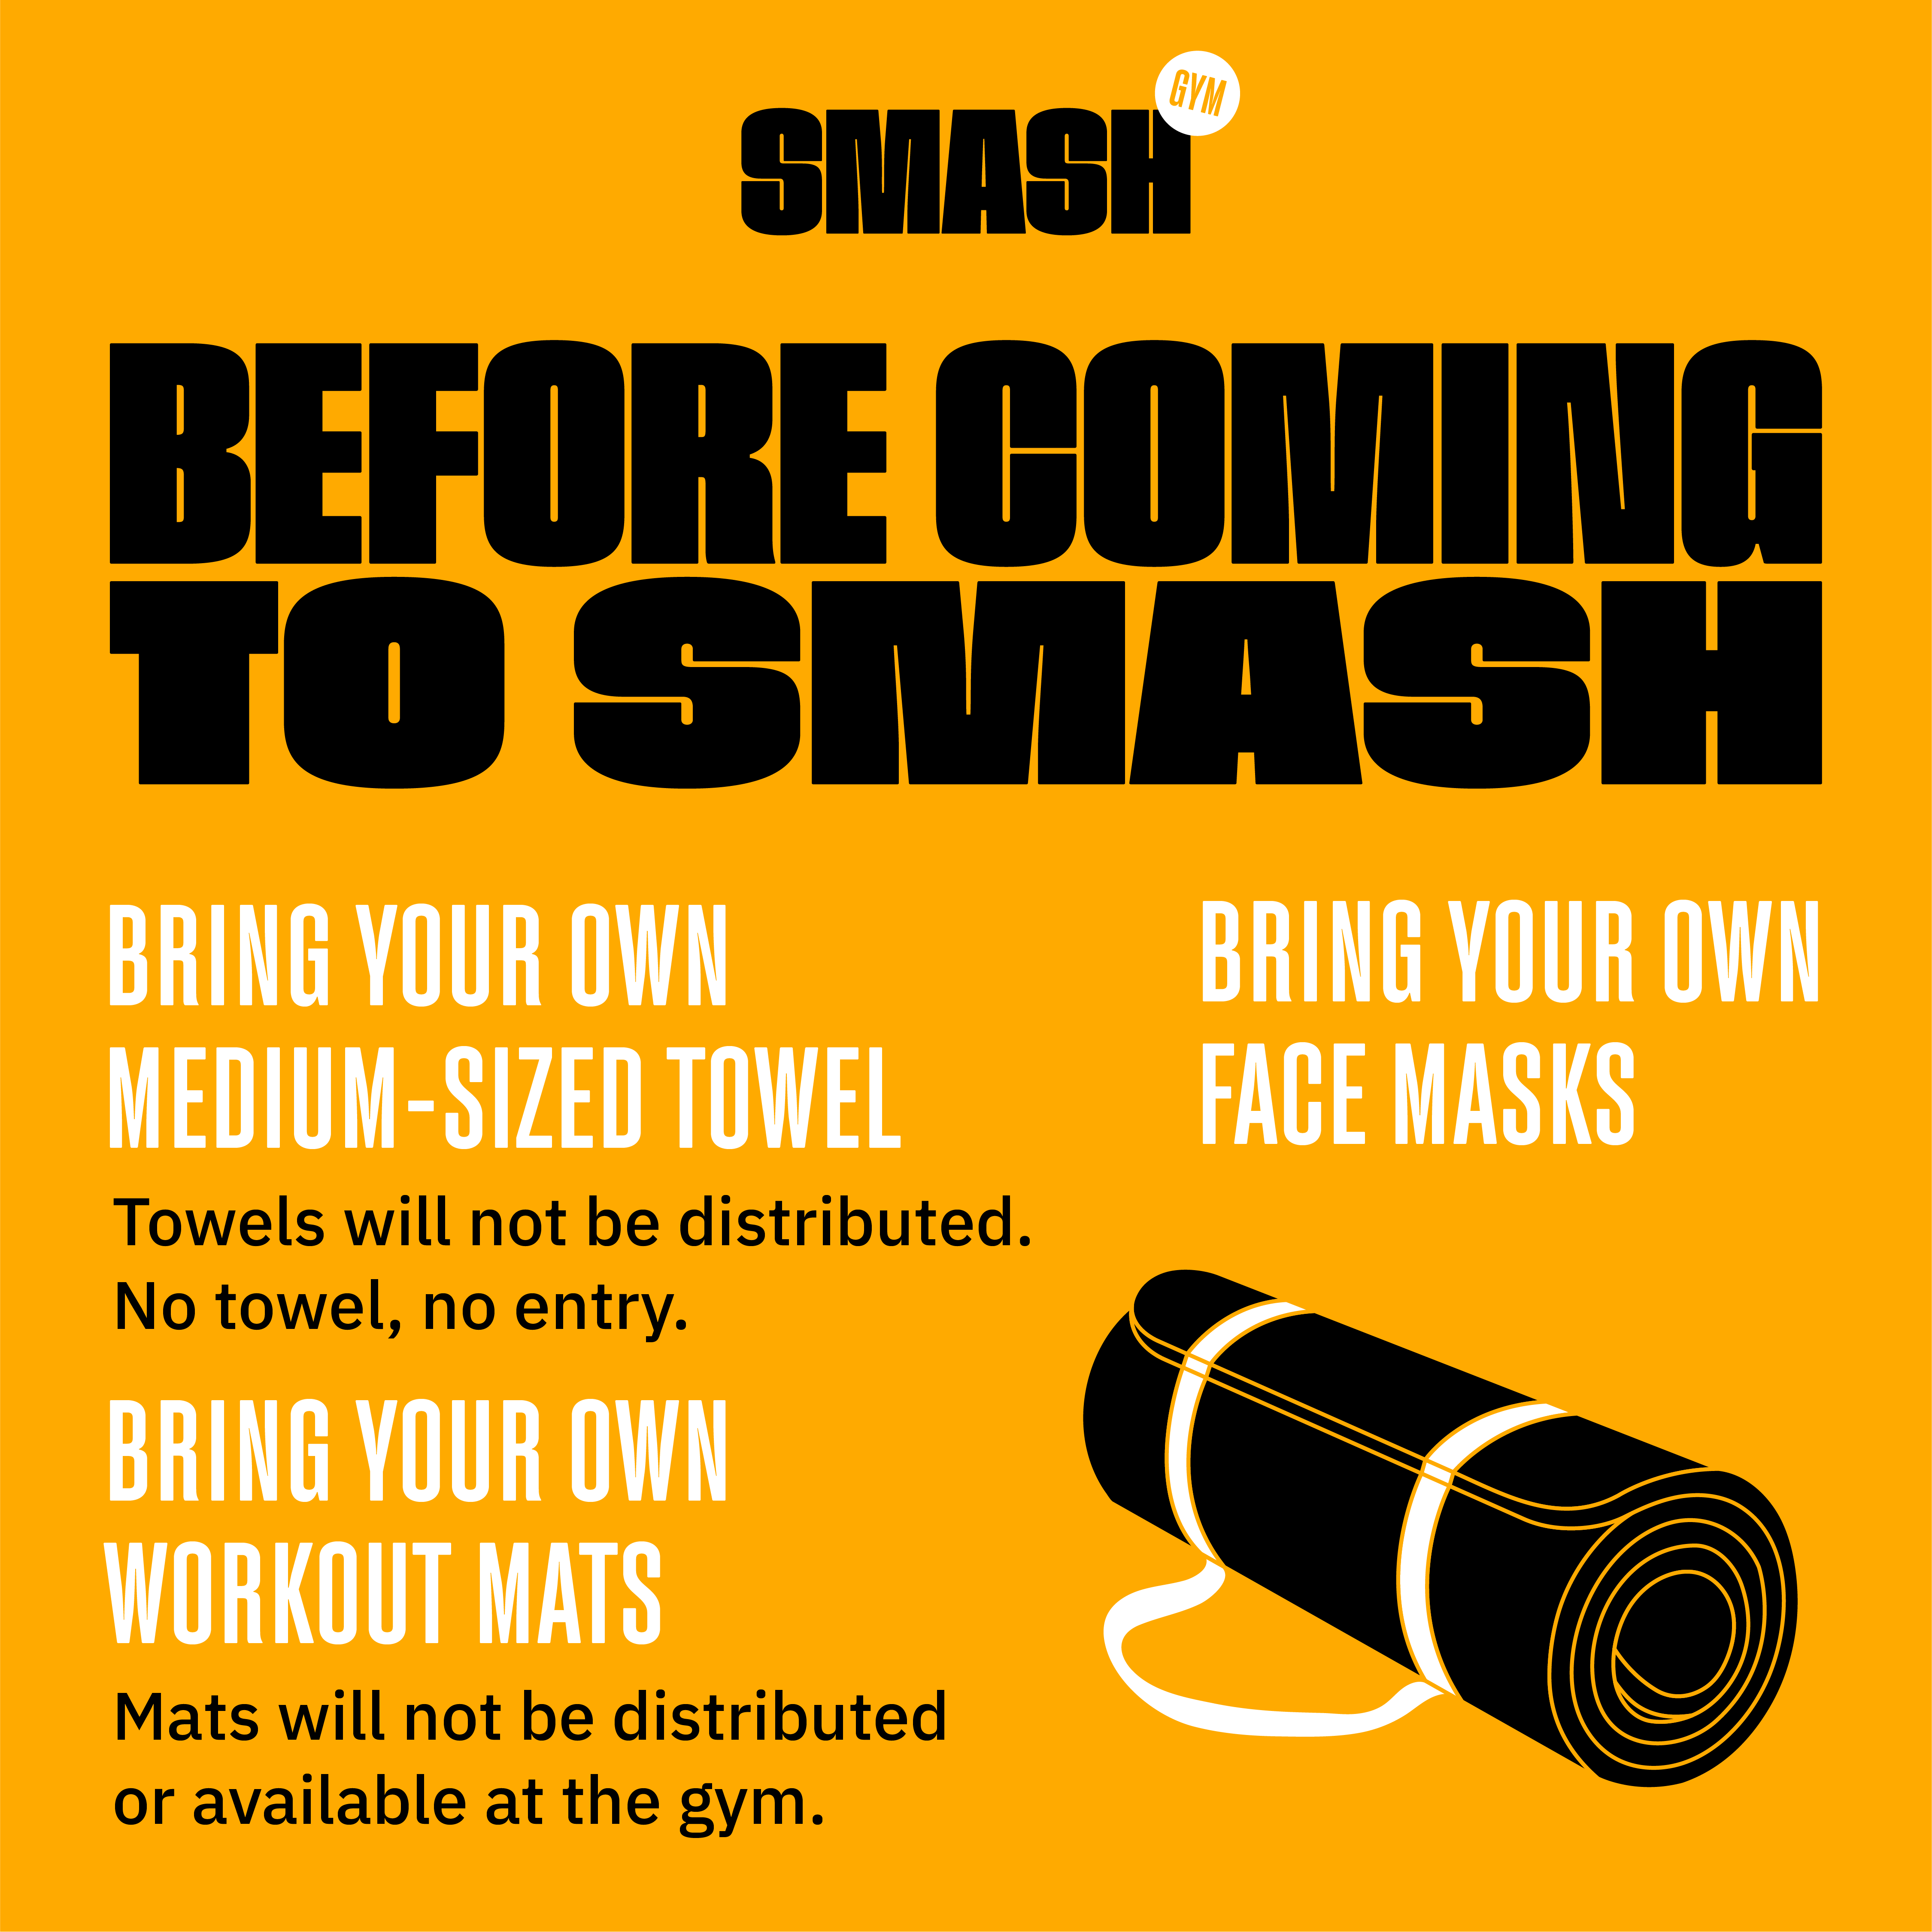 SMASH
GYM
BEFORE COMING
TO SMASH
BRING YOUR OWN
MEDIUM-SIZED TOWEL
Towels will not be distributed.
No towel, no entry.
BRING YOUR OWN
WORKOUT MATS
Mats will not be distributed
or available at the gym.
BRING YOUR OWN
FACE MASKS